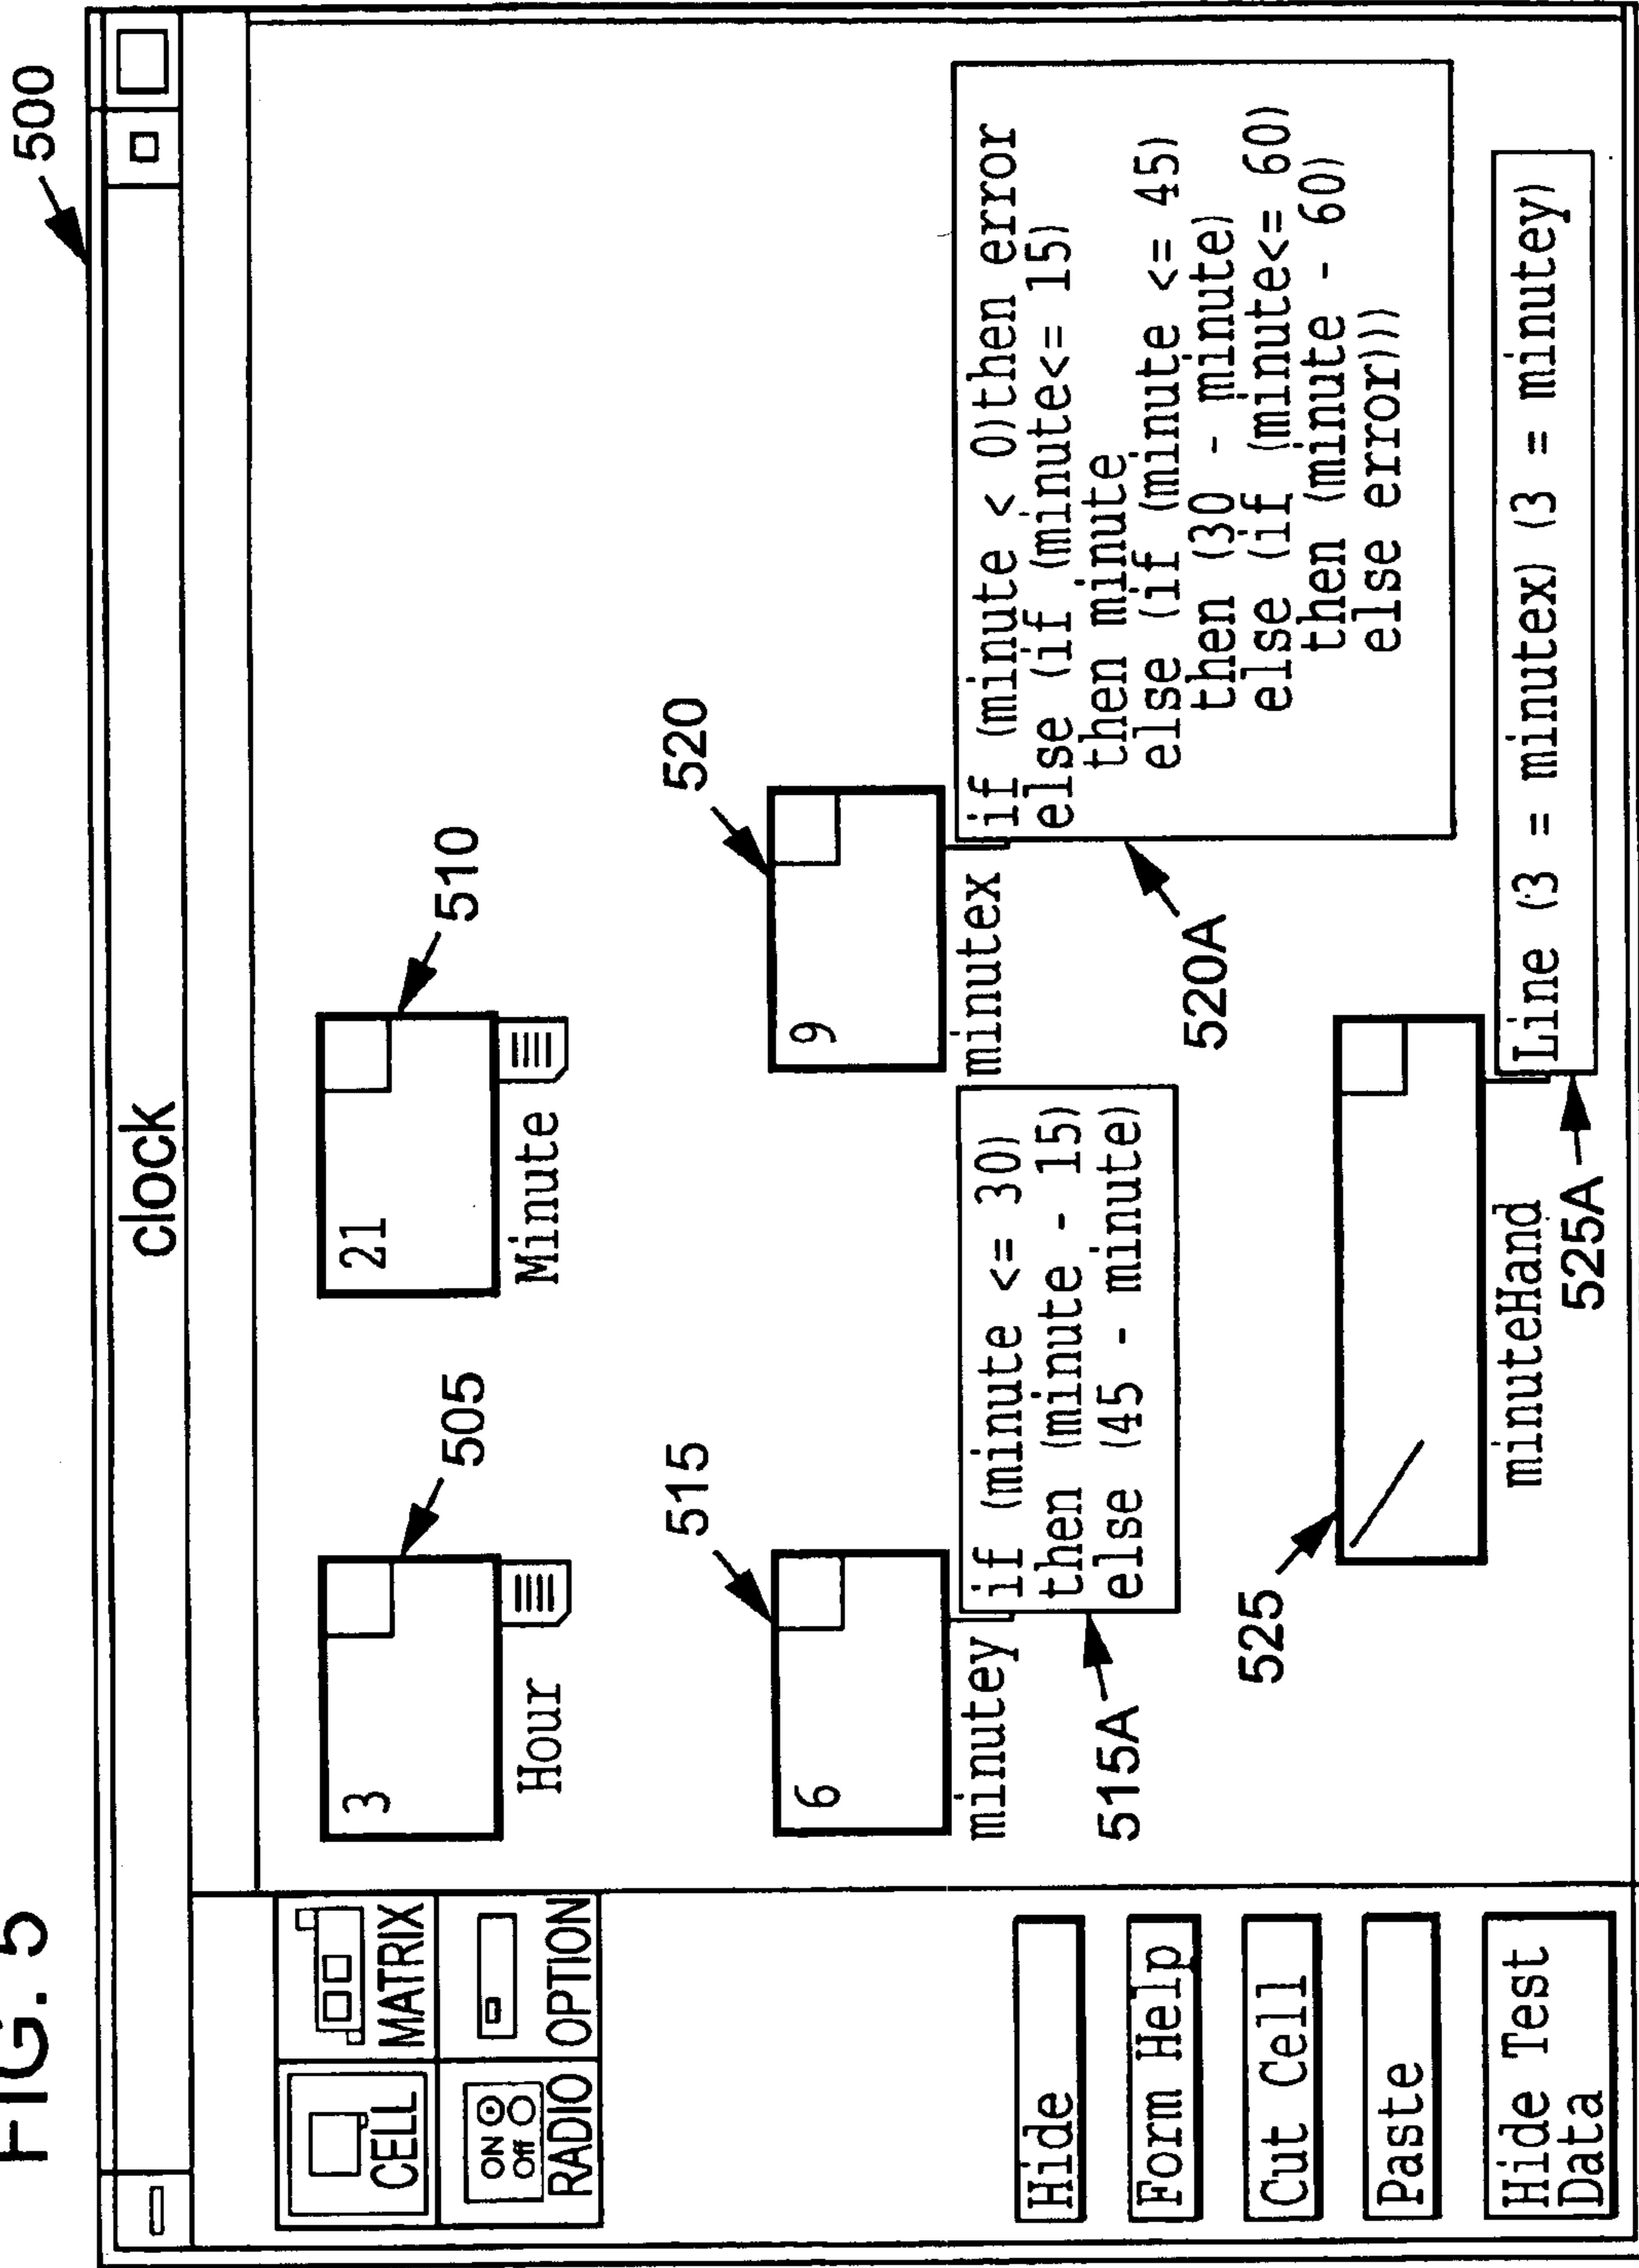 FIG. 5
500
clock
CELL
MATRIX
RADIO
ON
Off
OPTION
Hide
Form Help
Cut Cell
Paste
Hide Test
Data
3
Hour
505
21
Minute
510
6
minutey
515
if (minute <= 30)
then (minute - 15)
else (45 - minute)
515A
9
minutex
520
if (minute < 0)then error
else (if (minute<= 15)
then minute
else (if (minute <= 45)
then (30 - minute)
else (if (minute<= 60)
then (minute - 60)
else error)))
520A
525
minuteHand
Line (3 = minutex) (3 = minutey)
525A